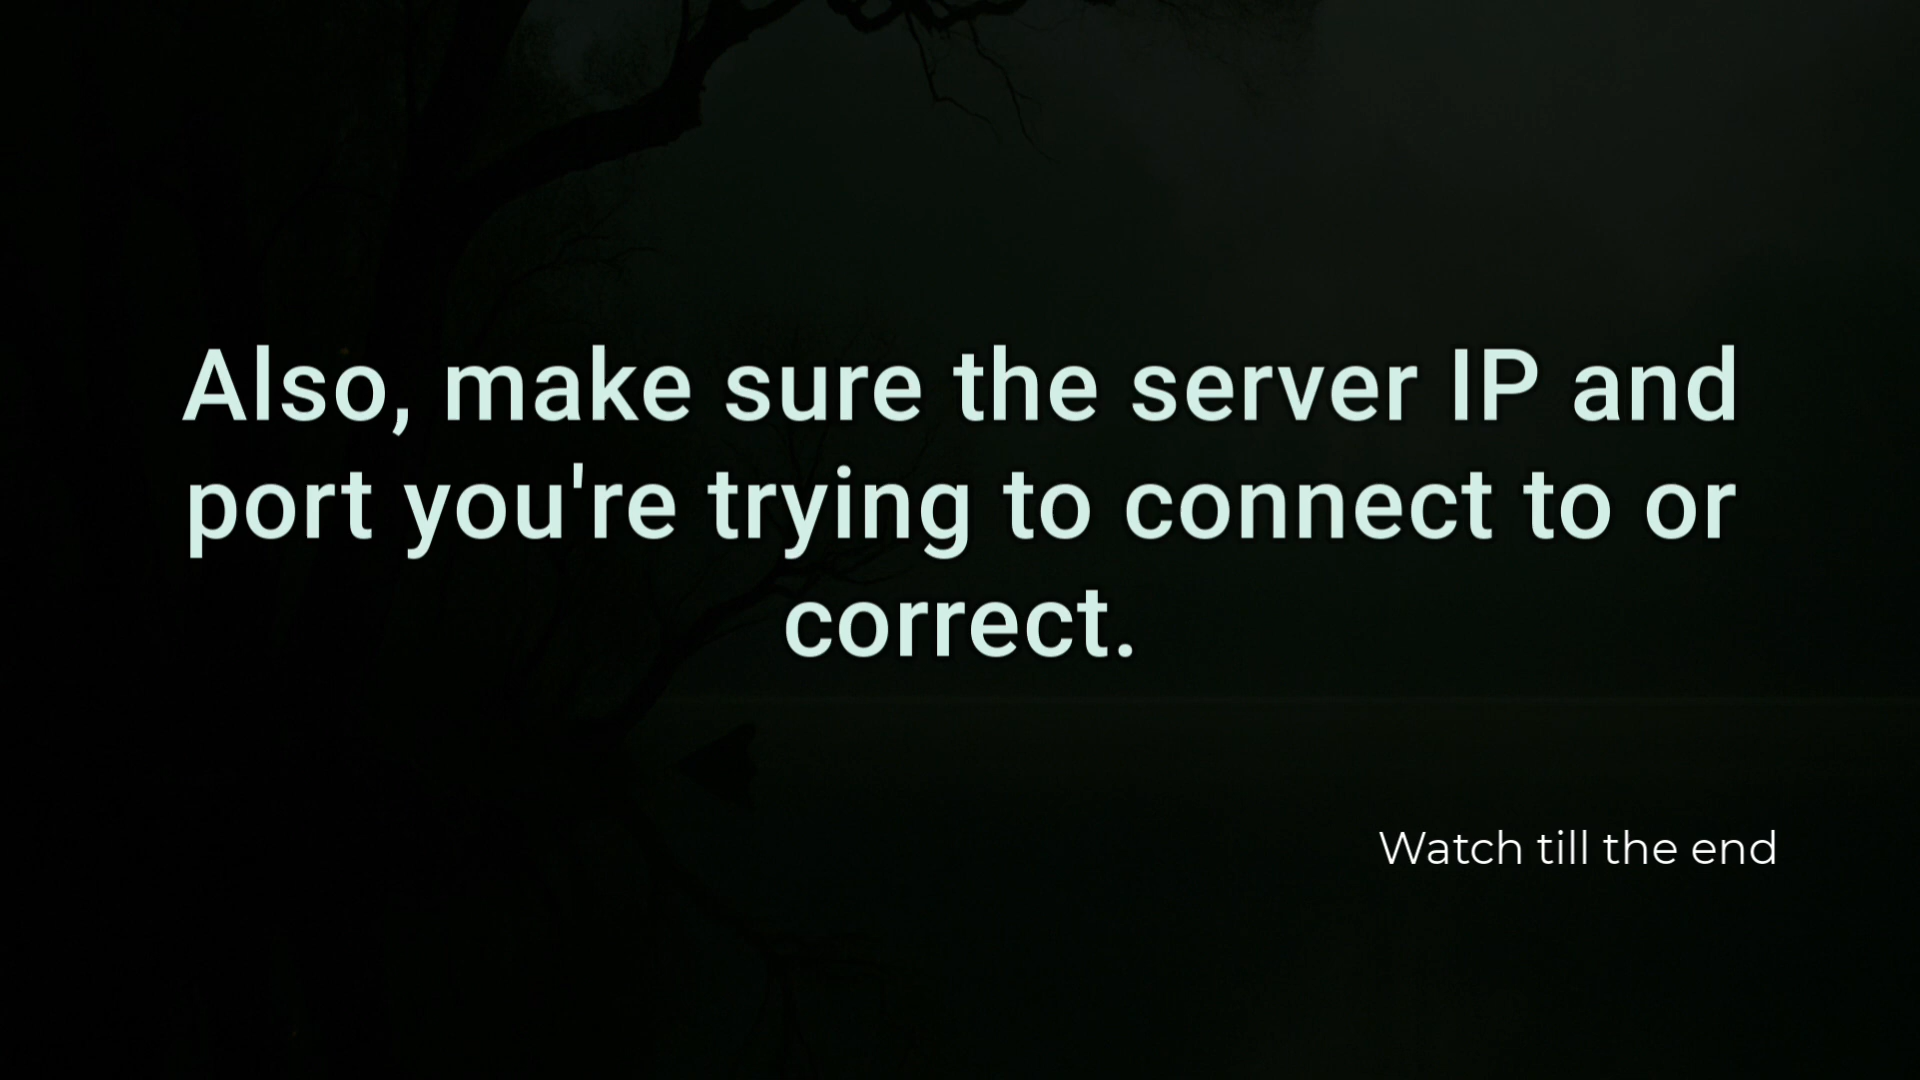 Also, make sure the server IP and
port you're trying to connect to or
correct.
Watch till the end